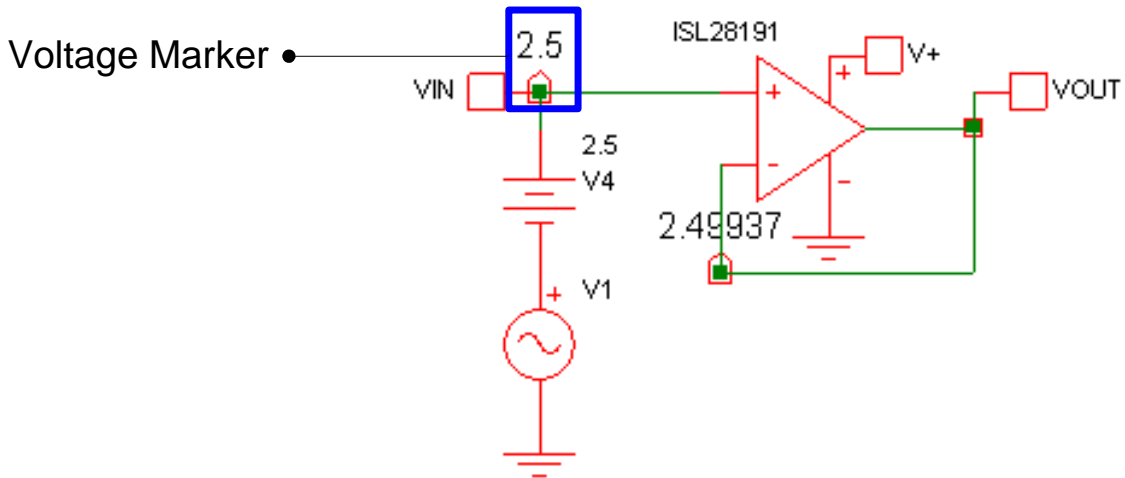 Voltage Marker
2.5
ISL28191
V+
VIN
+
+
VOUT
2.5
V4
-
-
2.49937
+
V1